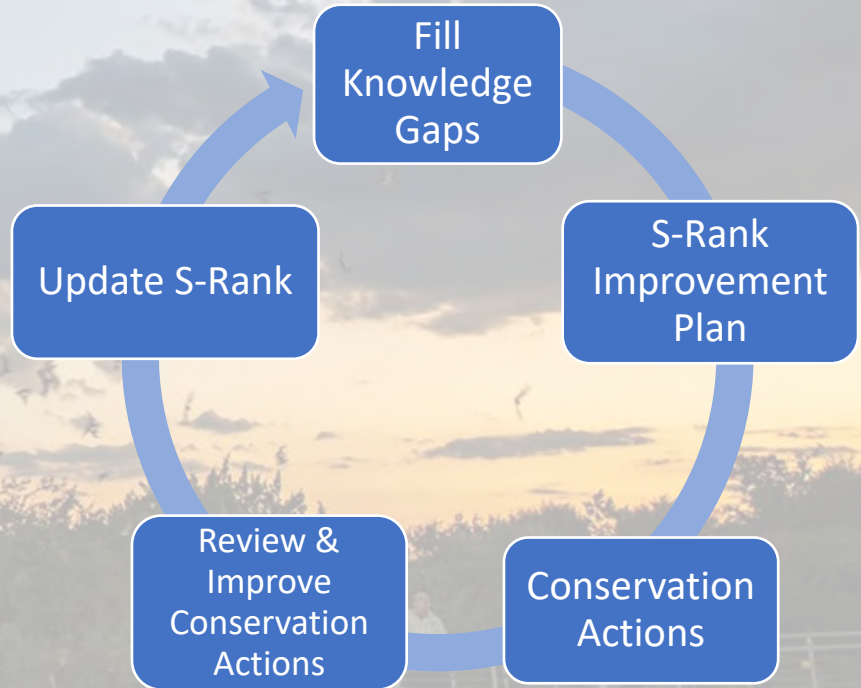 Fill
Knowledge
Gaps
S-Rank
Improvement
Plan
Conservation
Actions
Review &
Improve
Conservation
Actions
Update S-Rank